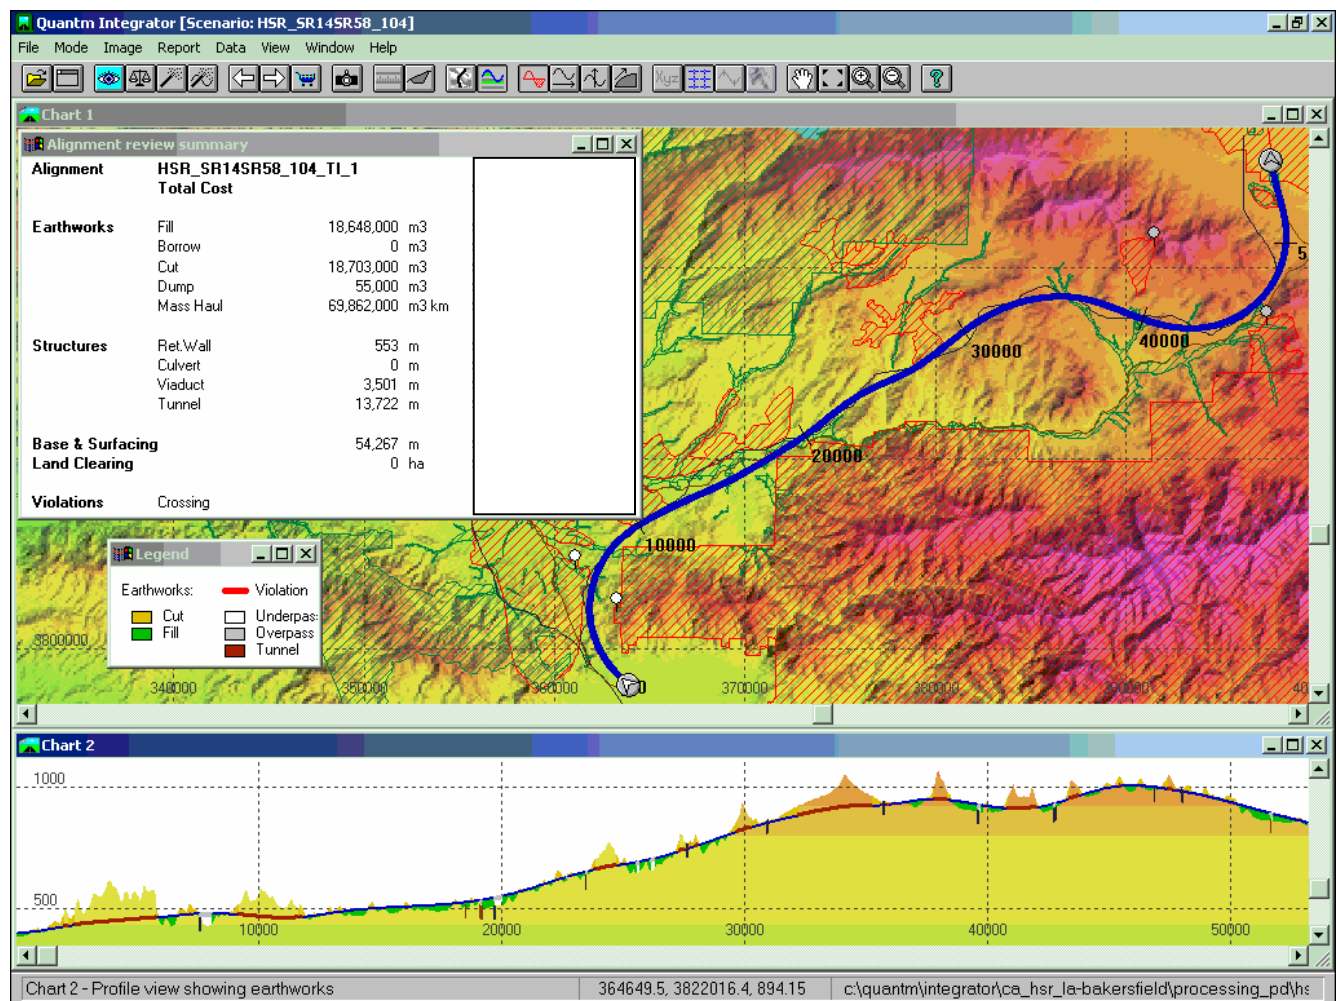 Quantm Integrator [Scenario: HSR_SR14SR58_104]
File Mode Image Report Data View Window Help
Xyz
Chart 1
Alignment review summary
Alignment HSR_SR14SR58_104_TI_1
Total Cost
Earthworks Fill 18,648,000 m3
Borrow 0 m3
Cut 18,703,000 m3
Dump 55,000 m3
Mass Haul 69,862,000 m3 km
Structures Ret.Wall 553 m
Culvert 0 m
Viaduct 3,501 m
Tunnel 13,722 m
Base & Surfacing 54,267 m
Land Clearing 0 ha
Violations Crossing
5
40000
30000
20000
10000
0
Legend
Earthworks: Violation
Cut Underpas
Fill Overpass
Tunnel
3800000
340000 350000 360000 370000 380000 40
Chart 2
1000
500
10000 20000 30000 40000 50000
Chart 2 - Profile view showing earthworks 364649.5, 3822016.4, 894.15 c:\quantm\integrator\ca_hsr_la-bakersfield\processing_pd\hs